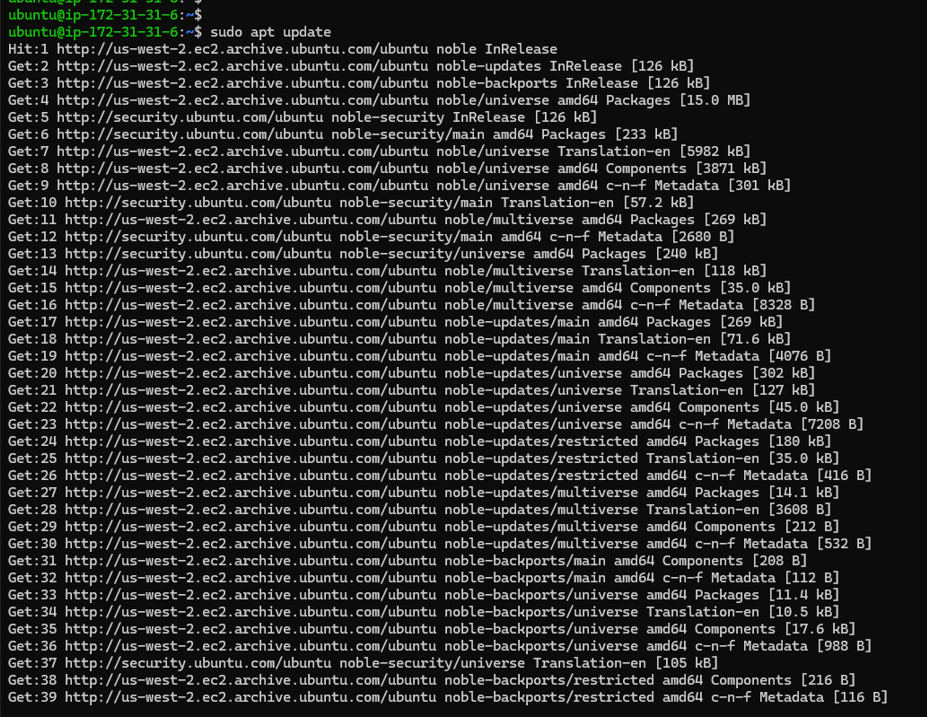 ubuntu@ip-172-31-31-6:~$
ubuntu@ip-172-31-31-6:~$
ubuntu@ip-172-31-31-6:~$ sudo apt update
Hit:1 http://us-west-2.ec2.archive.ubuntu.com/ubuntu noble InRelease
Get:2 http://us-west-2.ec2.archive.ubuntu.com/ubuntu noble-updates InRelease [126 kB]
Get:3 http://us-west-2.ec2.archive.ubuntu.com/ubuntu noble-backports InRelease [126 kB]
Get:4 http://us-west-2.ec2.archive.ubuntu.com/ubuntu noble/universe amd64 Packages [15.0 MB]
Get:5 http://security.ubuntu.com/ubuntu noble-security InRelease [126 kB]
Get:6 http://security.ubuntu.com/ubuntu noble-security/main amd64 Packages [233 kB]
Get:7 http://us-west-2.ec2.archive.ubuntu.com/ubuntu noble/universe Translation-en [5982 kB]
Get:8 http://us-west-2.ec2.archive.ubuntu.com/ubuntu noble/universe amd64 Components [3871 kB]
Get:9 http://us-west-2.ec2.archive.ubuntu.com/ubuntu noble/universe amd64 c-n-f Metadata [301 kB]
Get:10 http://security.ubuntu.com/ubuntu noble-security/main Translation-en [57.2 kB]
Get:11 http://us-west-2.ec2.archive.ubuntu.com/ubuntu noble/multiverse amd64 Packages [269 kB]
Get:12 http://security.ubuntu.com/ubuntu noble-security/main amd64 c-n-f Metadata [2680 B]
Get:13 http://security.ubuntu.com/ubuntu noble-security/universe amd64 Packages [240 kB]
Get:14 http://us-west-2.ec2.archive.ubuntu.com/ubuntu noble/multiverse Translation-en [118 kB]
Get:15 http://us-west-2.ec2.archive.ubuntu.com/ubuntu noble/multiverse amd64 Components [35.0 kB]
Get:16 http://us-west-2.ec2.archive.ubuntu.com/ubuntu noble/multiverse amd64 c-n-f Metadata [8328 B]
Get:17 http://us-west-2.ec2.archive.ubuntu.com/ubuntu noble-updates/main amd64 Packages [269 kB]
Get:18 http://us-west-2.ec2.archive.ubuntu.com/ubuntu noble-updates/main Translation-en [71.6 kB]
Get:19 http://us-west-2.ec2.archive.ubuntu.com/ubuntu noble-updates/main amd64 c-n-f Metadata [4076 B]
Get:20 http://us-west-2.ec2.archive.ubuntu.com/ubuntu noble-updates/universe amd64 Packages [302 kB]
Get:21 http://us-west-2.ec2.archive.ubuntu.com/ubuntu noble-updates/universe Translation-en [127 kB]
Get:22 http://us-west-2.ec2.archive.ubuntu.com/ubuntu noble-updates/universe amd64 Components [45.0 kB]
Get:23 http://us-west-2.ec2.archive.ubuntu.com/ubuntu noble-updates/universe amd64 c-n-f Metadata [7208 B]
Get:24 http://us-west-2.ec2.archive.ubuntu.com/ubuntu noble-updates/restricted amd64 Packages [180 kB]
Get:25 http://us-west-2.ec2.archive.ubuntu.com/ubuntu noble-updates/restricted Translation-en [35.0 kB]
Get:26 http://us-west-2.ec2.archive.ubuntu.com/ubuntu noble-updates/restricted amd64 c-n-f Metadata [416 B]
Get:27 http://us-west-2.ec2.archive.ubuntu.com/ubuntu noble-updates/multiverse amd64 Packages [14.1 kB]
Get:28 http://us-west-2.ec2.archive.ubuntu.com/ubuntu noble-updates/multiverse Translation-en [3608 B]
Get:29 http://us-west-2.ec2.archive.ubuntu.com/ubuntu noble-updates/multiverse amd64 Components [212 B]
Get:30 http://us-west-2.ec2.archive.ubuntu.com/ubuntu noble-updates/multiverse amd64 c-n-f Metadata [532 B]
Get:31 http://us-west-2.ec2.archive.ubuntu.com/ubuntu noble-backports/main amd64 Components [208 B]
Get:32 http://us-west-2.ec2.archive.ubuntu.com/ubuntu noble-backports/main amd64 c-n-f Metadata [112 B]
Get:33 http://us-west-2.ec2.archive.ubuntu.com/ubuntu noble-backports/universe amd64 Packages [11.4 kB]
Get:34 http://us-west-2.ec2.archive.ubuntu.com/ubuntu noble-backports/universe Translation-en [10.5 kB]
Get:35 http://us-west-2.ec2.archive.ubuntu.com/ubuntu noble-backports/universe amd64 Components [17.6 kB]
Get:36 http://us-west-2.ec2.archive.ubuntu.com/ubuntu noble-backports/universe amd64 c-n-f Metadata [988 B]
Get:37 http://security.ubuntu.com/ubuntu noble-security/universe Translation-en [105 kB]
Get:38 http://us-west-2.ec2.archive.ubuntu.com/ubuntu noble-backports/restricted amd64 Components [216 B]
Get:39 http://us-west-2.ec2.archive.ubuntu.com/ubuntu noble-backports/restricted amd64 c-n-f Metadata [116 B]